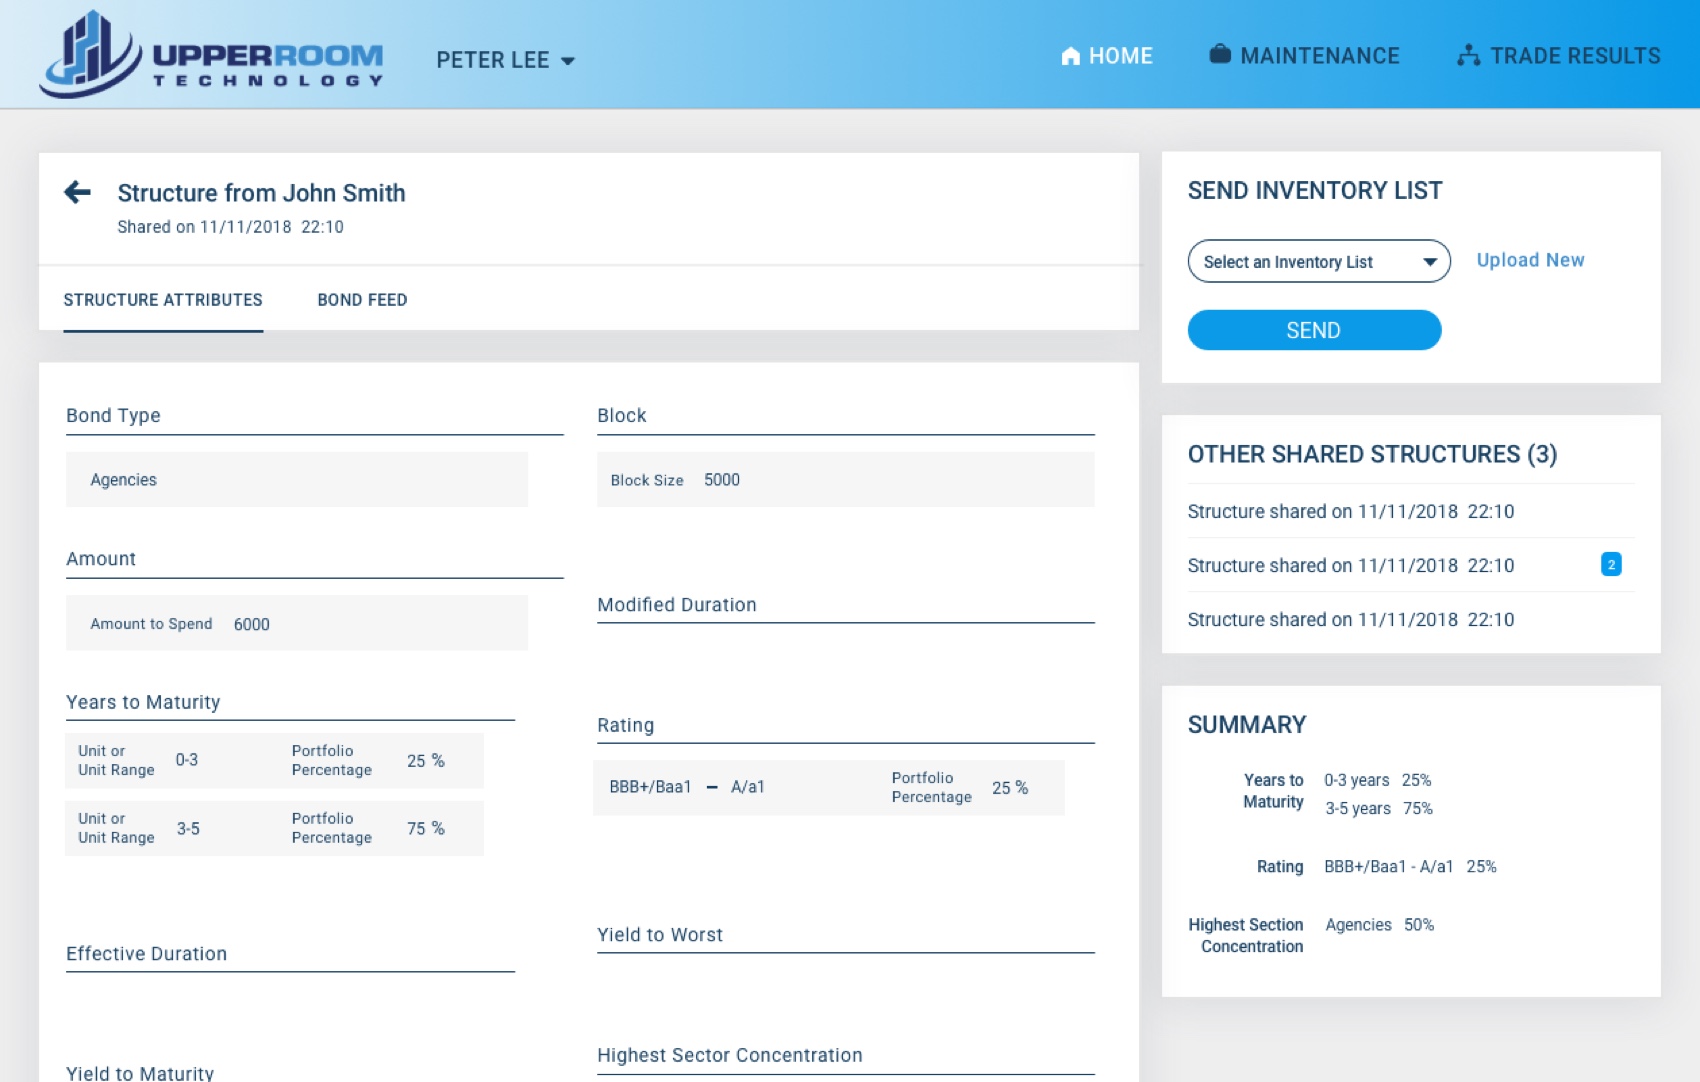 UPPERROOM
TECHNOLOGY
PETER LEE
HOME
MAINTENANCE
TRADE RESULTS
Structure from John Smith
Shared on 11/11/2018 22:10
STRUCTURE ATTRIBUTES
BOND FEED
Bond Type
Agencies
Amount
Amount to Spend 6000
Years to Maturity
Unit or
Unit Range
0-3
Portfolio
Percentage
25 %
Unit or
Unit Range
3-5
Portfolio
Percentage
75 %
Effective Duration
Yield to Maturity
Block
Block Size 5000
Modified Duration
Rating
BBB+/Baa1 – A/a1
Portfolio
Percentage
25 %
Yield to Worst
Highest Sector Concentration
SEND INVENTORY LIST
Select an Inventory List
Upload New
SEND
OTHER SHARED STRUCTURES (3)
Structure shared on 11/11/2018 22:10
Structure shared on 11/11/2018 22:10
2
Structure shared on 11/11/2018 22:10
SUMMARY
Years to
Maturity
0-3 years 25%
3-5 years 75%
Rating
BBB+/Baa1 - A/a1 25%
Highest Section
Concentration
Agencies 50%